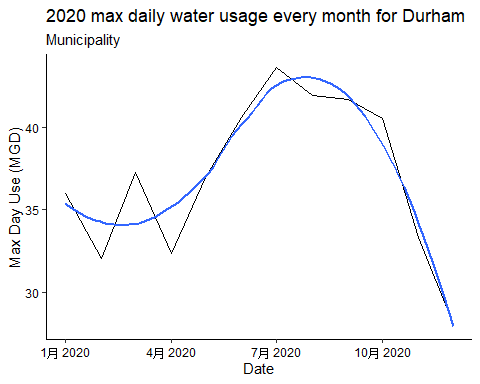 2020 max daily water usage every month for Durham
Municipality
Max Day Use (MGD)
40
35
30
1月 2020
4月 2020
7月 2020
10月 2020
Date